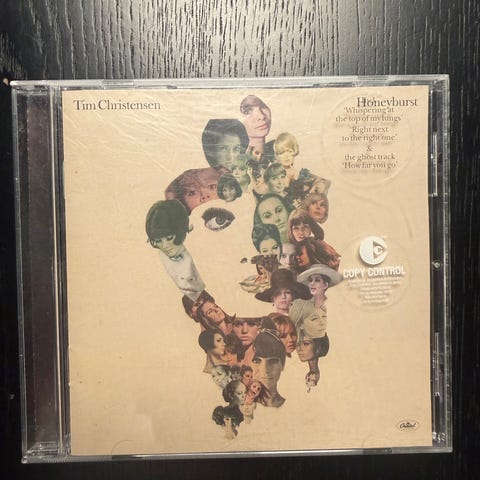 Tim Christensen
Honeyburst
'Whispering at
the top of my lungs'
'Right next
to the right one'
&
the ghost track
'How far you go'
COPY CONTROL
Capitol